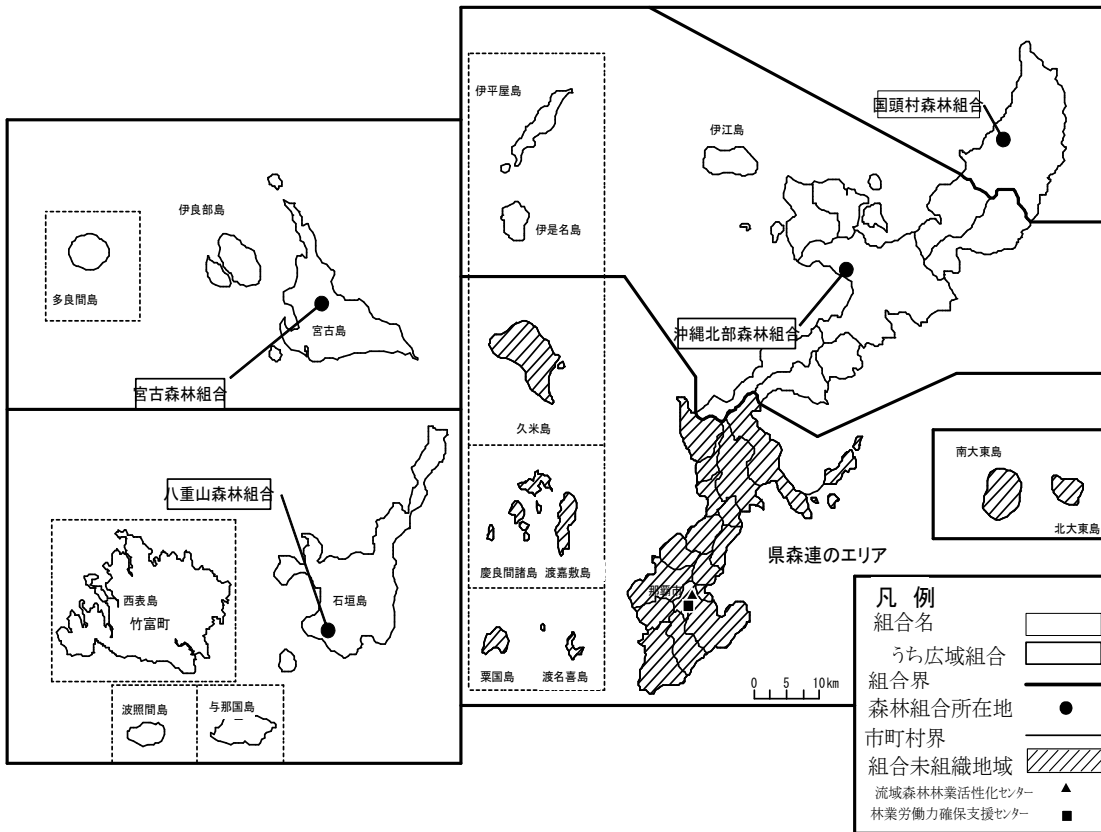 国頭村森林組合
伊平屋島
伊江島
伊是名島
沖縄北部森林組合
伊良部島
多良間島
宮古島
宮古森林組合
久米島
慶良間諸島
渡嘉敷島
粟国島
渡名喜島
八重山森林組合
西表島
竹富町
石垣島
波照間島
与那国島
南大東島
北大東島
県森連のエリア
那覇市
0 5 10km
凡 例
組合名
うち広域組合
組合界
森林組合所在地
市町村界
組合未組織地域
流域森林林業活性化センター
林業労働力確保支援センター